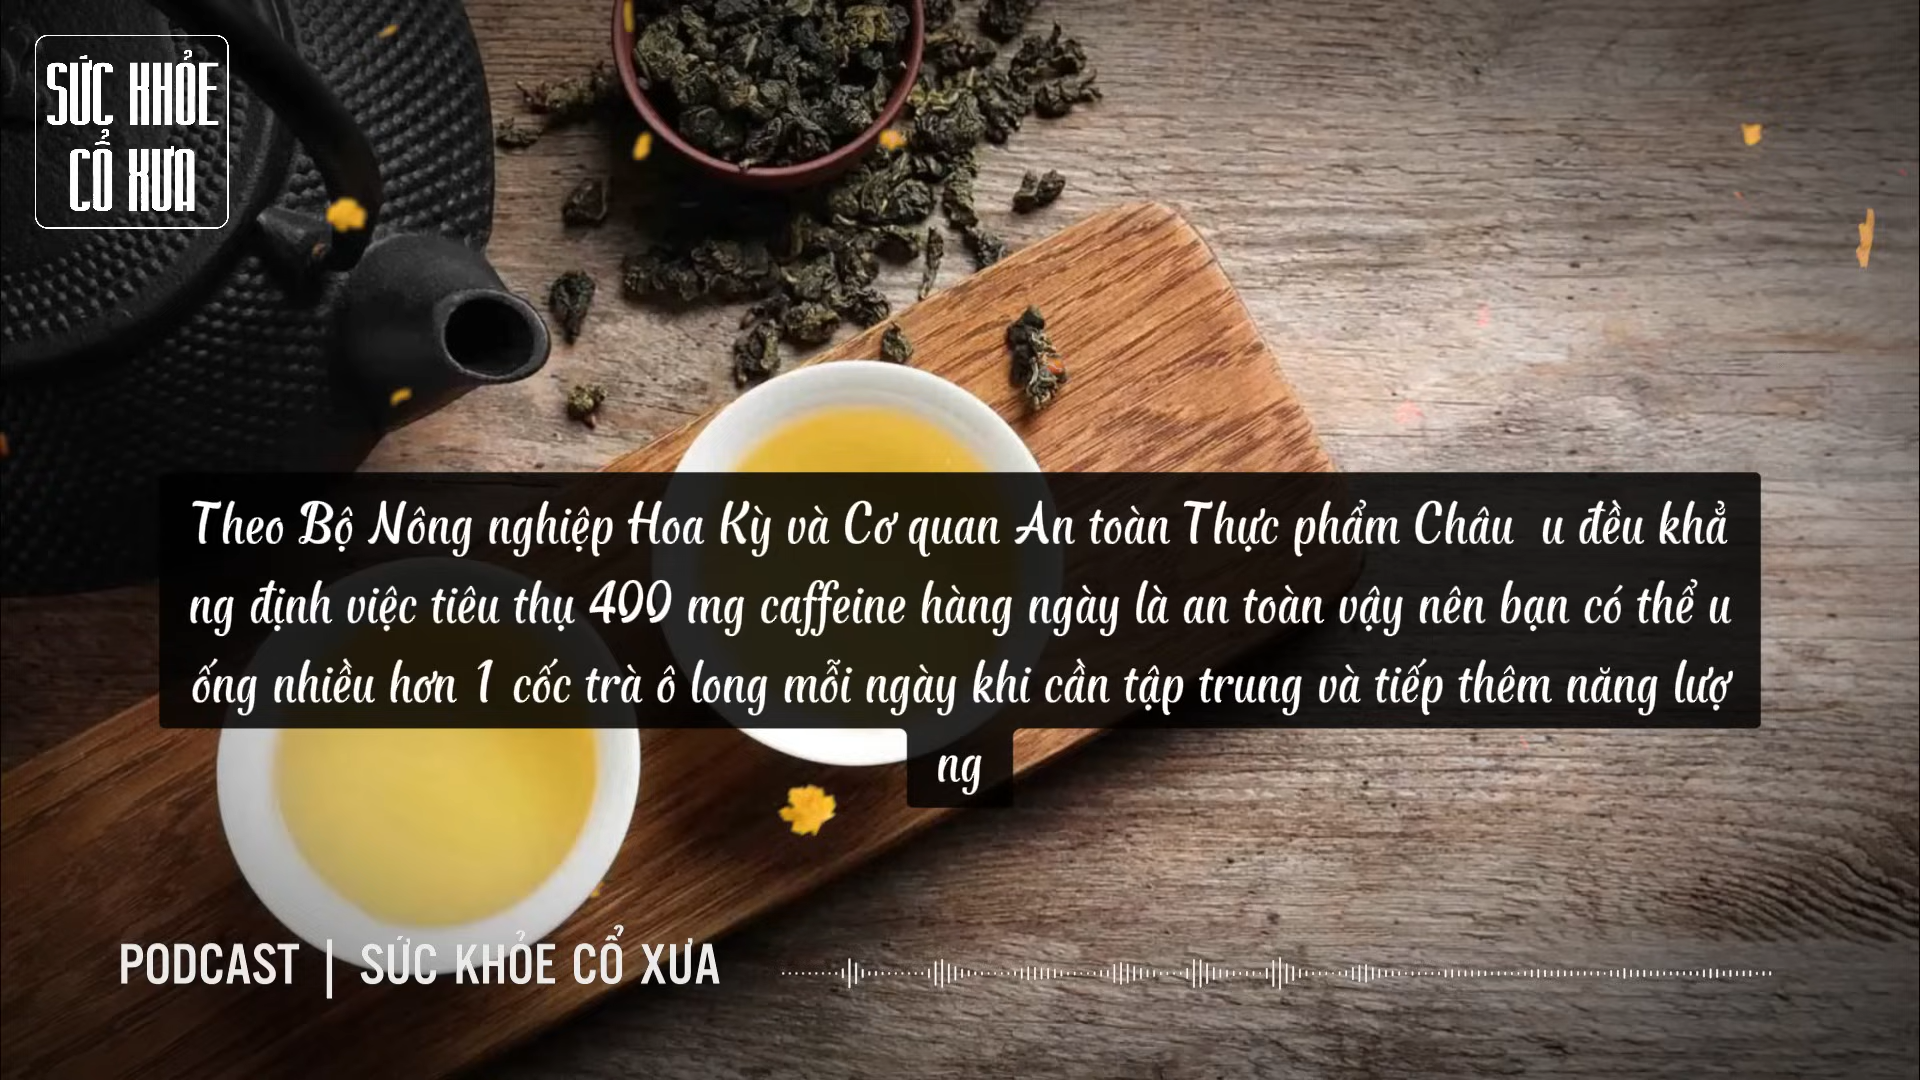 SỨC KHỎE
CỔ XƯA
Theo Bộ Nông nghiệp Hoa Kỳ và Cơ quan An toàn Thực phẩm Châu  u đều khẳ
ng định việc tiêu thụ 400 mg caffeine hàng ngày là an toàn vậy nên bạn có thể u
ống nhiều hơn 1 cốc trà ô long mỗi ngày khi cần tập trung và tiếp thêm năng lượ
ng
PODCAST | SỨC KHỎE CỔ XƯA